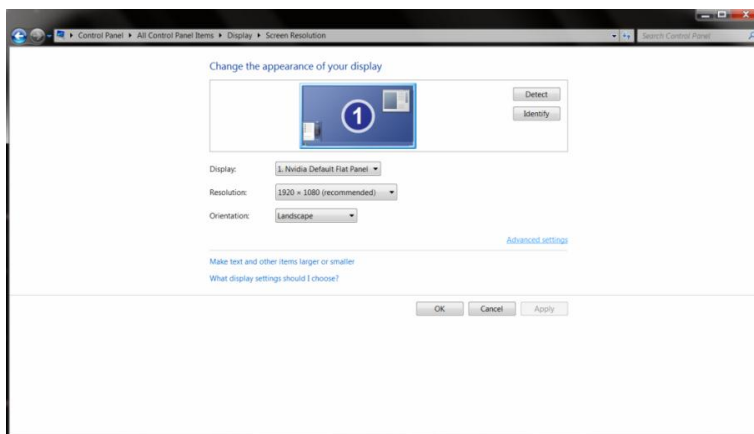 Control Panel ▸ All Control Panel Items ▸ Display ▸ Screen Resolution
Search Control Panel
Change the appearance of your display
1
Detect
Identify
Display: 1. Nvidia Default Flat Panel
Resolution: 1920 × 1080 (recommended)
Orientation: Landscape
Advanced settings
Make text and other items larger or smaller
What display settings should I choose?
OK Cancel Apply